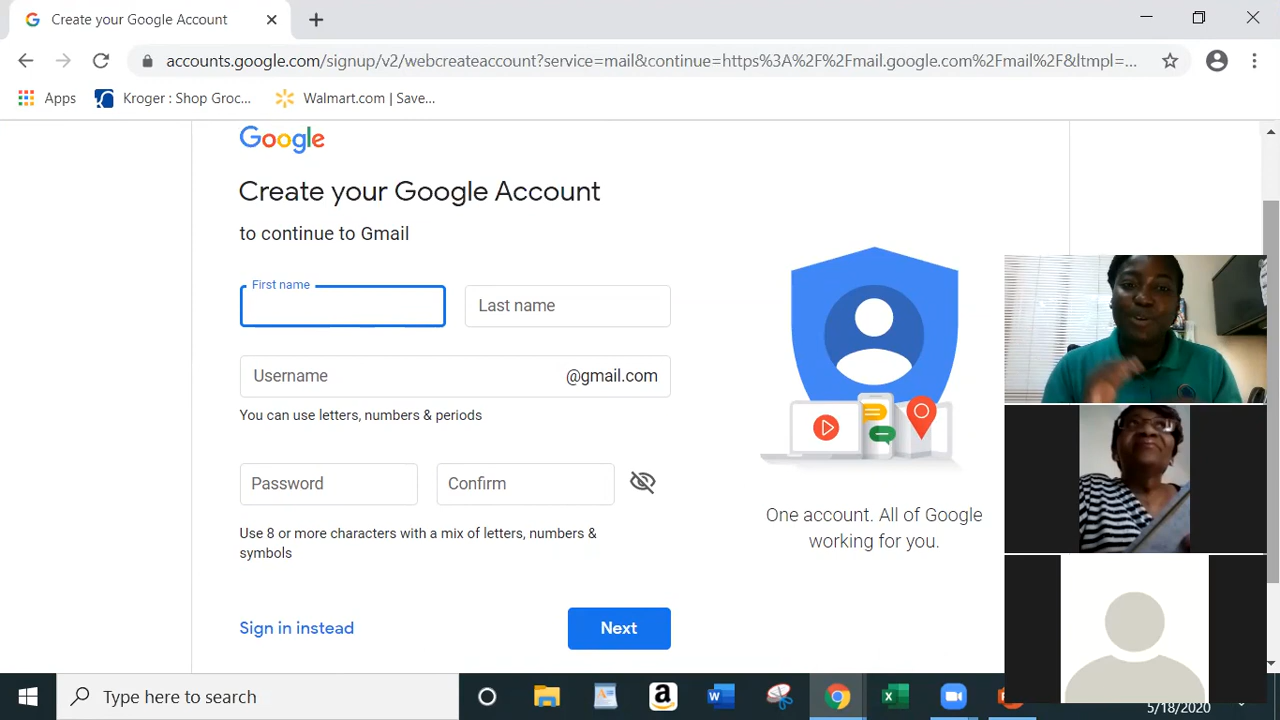 Create your Google Account
accounts.google.com/signup/v2/webcreateaccount?service=mail&continue=https%3A%2F%2Fmail.google.com%2Fmail%2F&ltmpl=...
Apps Kroger : Shop Groc... Walmart.com | Save...
Google
Create your Google Account
to continue to Gmail
First name
Last name
Username @gmail.com
You can use letters, numbers & periods
Password Confirm
Use 8 or more characters with a mix of letters, numbers &
symbols
One account. All of Google
working for you.
Sign in instead Next
Type here to search
5/18/2020